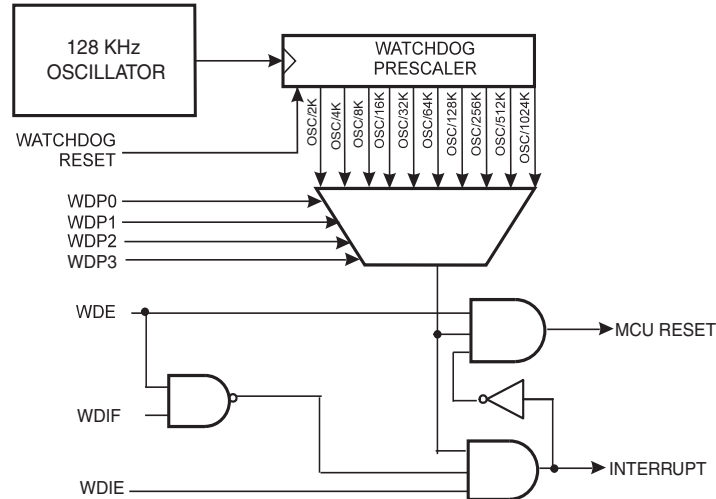 128 KHz
OSCILLATOR
WATCHDOG
PRESCALER
OSC/2K
OSC/4K
OSC/8K
OSC/16K
OSC/32K
OSC/64K
OSC/128K
OSC/256K
OSC/512K
OSC/1024K
WATCHDOG
RESET
WDP0
WDP1
WDP2
WDP3
WDE
MCU RESET
WDIF
INTERRUPT
WDIE